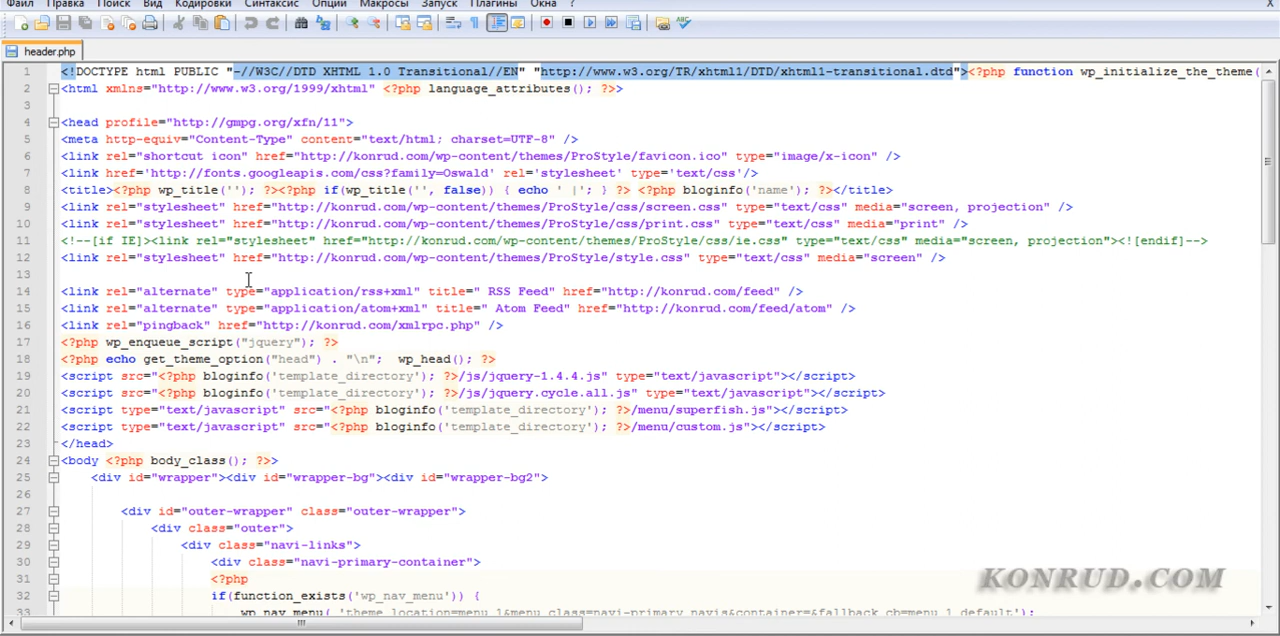 Файл Правка Поиск Вид Кодировки Синтаксис Опции Макросы Запуск Плагины Окна ? X
header.php
1 <!DOCTYPE html PUBLIC "-//W3C//DTD XHTML 1.0 Transitional//EN" "http://www.w3.org/TR/xhtml1/DTD/xhtml1-transitional.dtd"><?php function wp_initialize_the_theme(
2 <html xmlns="http://www.w3.org/1999/xhtml" <?php language_attributes(); ?>>
3
4 <head profile="http://gmpg.org/xfn/11">
5 <meta http-equiv="Content-Type" content="text/html; charset=UTF-8" />
6 <link rel="shortcut icon" href="http://konrud.com/wp-content/themes/ProStyle/favicon.ico" type="image/x-icon" />
7 <link href='http://fonts.googleapis.com/css?family=Oswald' rel='stylesheet' type='text/css'/>
8 <title><?php wp_title(''); ?><?php if(wp_title('', false)) { echo ' |'; } ?> <?php bloginfo('name'); ?></title>
9 <link rel="stylesheet" href="http://konrud.com/wp-content/themes/ProStyle/css/screen.css" type="text/css" media="screen, projection" />
10 <link rel="stylesheet" href="http://konrud.com/wp-content/themes/ProStyle/css/print.css" type="text/css" media="print" />
11 <!--[if IE]><link rel="stylesheet" href="http://konrud.com/wp-content/themes/ProStyle/css/ie.css" type="text/css" media="screen, projection"><![endif]-->
12 <link rel="stylesheet" href="http://konrud.com/wp-content/themes/ProStyle/style.css" type="text/css" media="screen" />
13
14 <link rel="alternate" type="application/rss+xml" title=" RSS Feed" href="http://konrud.com/feed" />
15 <link rel="alternate" type="application/atom+xml" title=" Atom Feed" href="http://konrud.com/feed/atom" />
16 <link rel="pingback" href="http://konrud.com/xmlrpc.php" />
17 <?php wp_enqueue_script("jquery"); ?>
18 <?php echo get_theme_option("head") . "\n";  wp_head(); ?>
19 <script src="<?php bloginfo('template_directory'); ?>/js/jquery-1.4.4.js" type="text/javascript"></script>
20 <script src="<?php bloginfo('template_directory'); ?>/js/jquery.cycle.all.js" type="text/javascript"></script>
21 <script type="text/javascript" src="<?php bloginfo('template_directory'); ?>/menu/superfish.js"></script>
22 <script type="text/javascript" src="<?php bloginfo('template_directory'); ?>/menu/custom.js"></script>
23 </head>
24 <body <?php body_class(); ?>>
25 <div id="wrapper"><div id="wrapper-bg"><div id="wrapper-bg2">
26
27 <div id="outer-wrapper" class="outer-wrapper">
28 <div class="outer">
29 <div class="navi-links">
30 <div class="navi-primary-container">
31 <?php
32 if(function_exists('wp_nav_menu')) {
33 wp_nav_menu( 'theme_location=menu_1&menu_class=navi-primary navis&container=&fallback_cb=menu_1_default');
KONRUD.COM